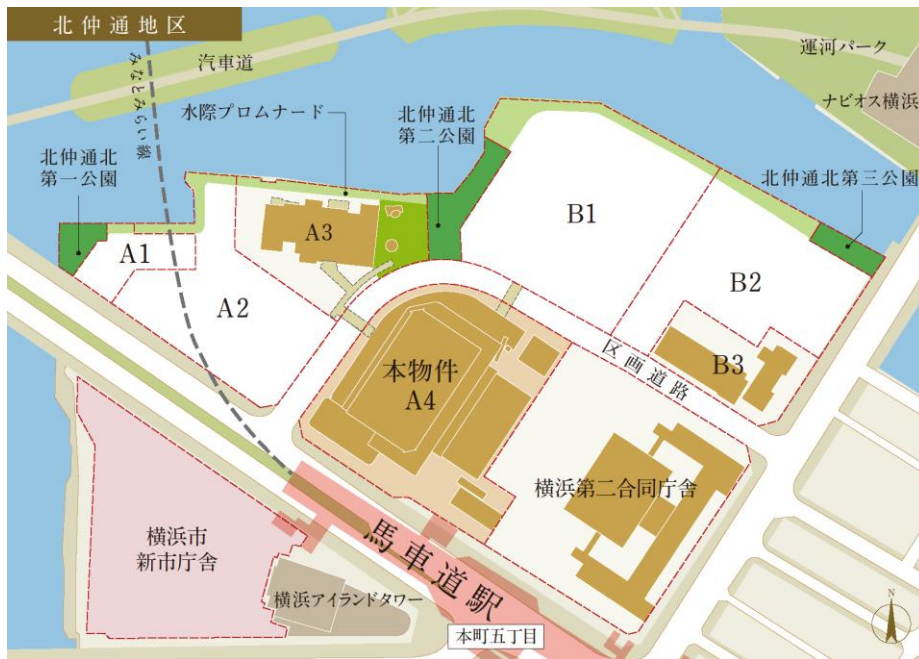 北仲通地区
汽車道
運河パーク
ナビオス横浜
みなとみらい線
水際プロムナード
北仲通北
第二公園
北仲通北
第一公園
北仲通北第三公園
A1
A2
A3
B1
B2
B3
本物件
A4
区画道路
横浜第二合同庁舎
横浜市
新市庁舎
馬車道駅
横浜アイランドタワー
本町五丁目
N